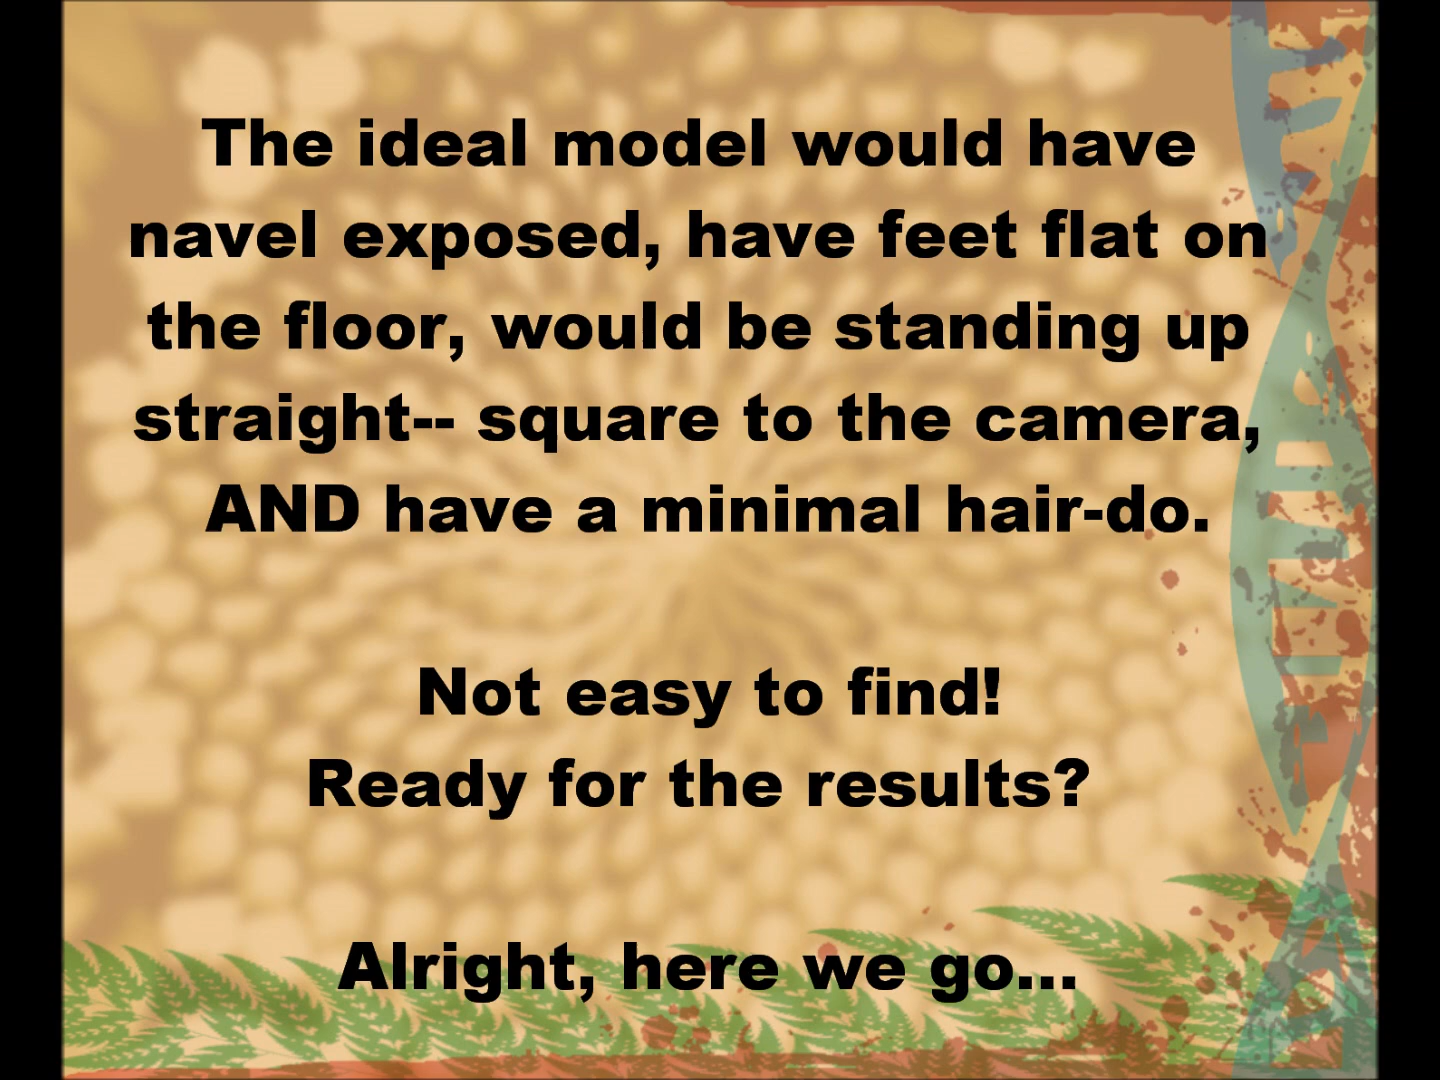 The ideal model would have
navel exposed, have feet flat on
the floor, would be standing up
straight-- square to the camera,
AND have a minimal hair-do.
Not easy to find!
Ready for the results?
Alright, here we go...